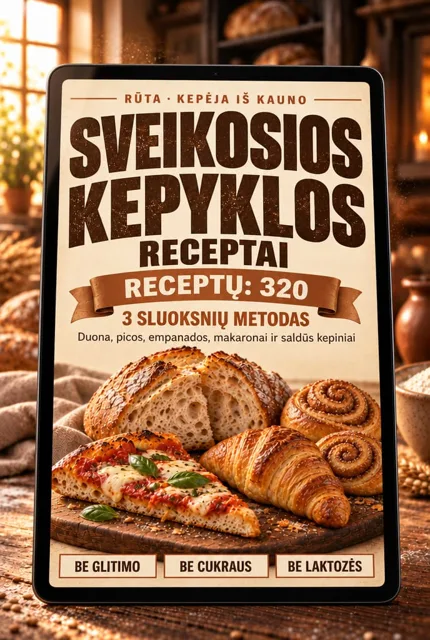 RŪTA · KEPĖJA IŠ KAUNO
SVEIKOSIOS
KEPYKLOS
RECEPTAI
RECEPTŲ: 320
3 SLUOKSNIŲ METODAS
Duona, picos, empanados, makaronai ir saldūs kepiniai
BE GLITIMO
BE CUKRAUS
BE LAKTOZĖS